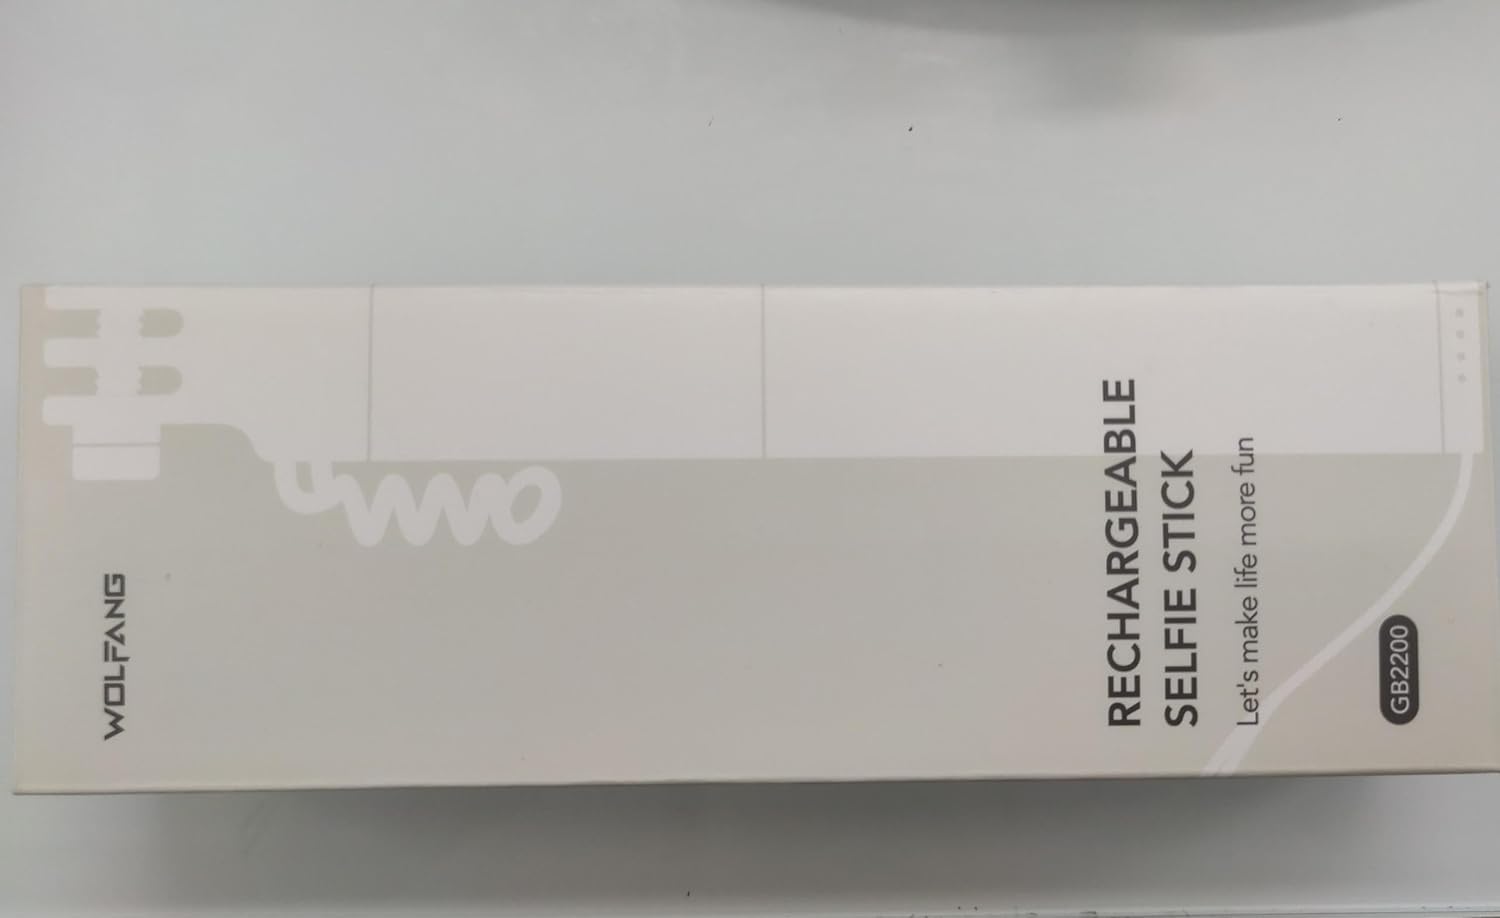 WOLFANG
RECHARGEABLE
SELFIE STICK
Let's make life more fun
GB2200